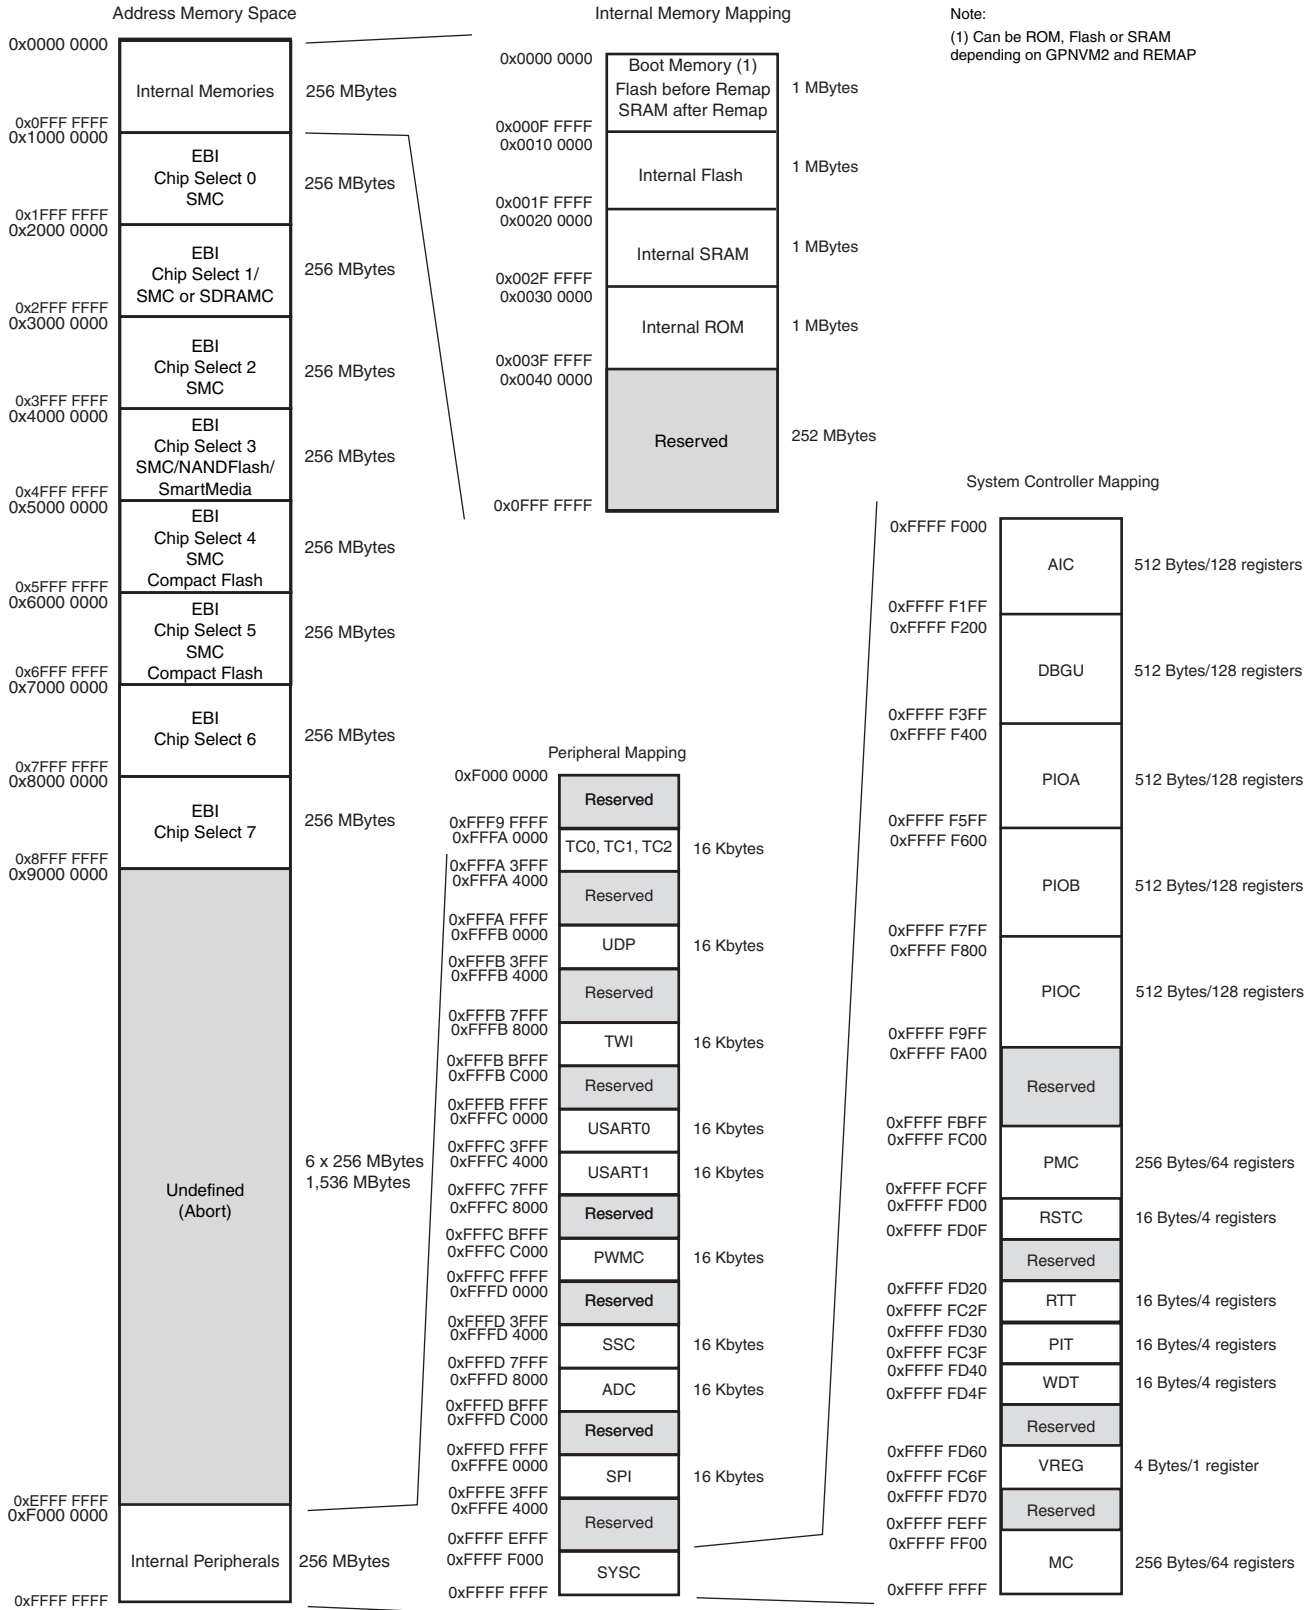 Address Memory Space
0x0000 0000
Internal Memories
256 MBytes
0x0FFF FFFF
0x1000 0000
EBI
Chip Select 0
SMC
256 MBytes
0x1FFF FFFF
0x2000 0000
EBI
Chip Select 1/
SMC or SDRAMC
256 MBytes
0x2FFF FFFF
0x3000 0000
EBI
Chip Select 2
SMC
256 MBytes
0x3FFF FFFF
0x4000 0000
EBI
Chip Select 3
SMC/NANDFlash/
SmartMedia
256 MBytes
0x4FFF FFFF
0x5000 0000
EBI
Chip Select 4
SMC
Compact Flash
256 MBytes
0x5FFF FFFF
0x6000 0000
EBI
Chip Select 5
SMC
Compact Flash
256 MBytes
0x6FFF FFFF
0x7000 0000
EBI
Chip Select 6
256 MBytes
0x7FFF FFFF
0x8000 0000
EBI
Chip Select 7
256 MBytes
0x8FFF FFFF
0x9000 0000
Undefined
(Abort)
6 x 256 MBytes
1,536 MBytes
0xEFFF FFFF
0xF000 0000
Internal Peripherals
256 MBytes
0xFFFF FFFF
Internal Memory Mapping
0x0000 0000
Boot Memory (1)
Flash before Remap
SRAM after Remap
1 MBytes
0x000F FFFF
0x0010 0000
Internal Flash
1 MBytes
0x001F FFFF
0x0020 0000
Internal SRAM
1 MBytes
0x002F FFFF
0x0030 0000
Internal ROM
1 MBytes
0x003F FFFF
0x0040 0000
Reserved
252 MBytes
0x0FFF FFFF
Note:
(1) Can be ROM, Flash or SRAM
depending on GPNVM2 and REMAP
Peripheral Mapping
0xF000 0000
Reserved
0xFFF9 FFFF
0xFFFA 0000
TC0, TC1, TC2
16 Kbytes
0xFFFA 3FFF
0xFFFA 4000
Reserved
0xFFFA FFFF
0xFFFB 0000
UDP
16 Kbytes
0xFFFB 3FFF
0xFFFB 4000
Reserved
0xFFFB 7FFF
0xFFFB 8000
TWI
16 Kbytes
0xFFFB BFFF
0xFFFB C000
Reserved
0xFFFB FFFF
0xFFFC 0000
USART0
16 Kbytes
0xFFFC 3FFF
0xFFFC 4000
USART1
16 Kbytes
0xFFFC 7FFF
0xFFFC 8000
Reserved
0xFFFC BFFF
0xFFFC C000
PWMC
16 Kbytes
0xFFFC FFFF
0xFFFD 0000
Reserved
0xFFFD 3FFF
0xFFFD 4000
SSC
16 Kbytes
0xFFFD 7FFF
0xFFFD 8000
ADC
16 Kbytes
0xFFFD BFFF
0xFFFD C000
Reserved
0xFFFD FFFF
0xFFFE 0000
SPI
16 Kbytes
0xFFFE 3FFF
0xFFFE 4000
Reserved
0xFFFF EFFF
0xFFFF F000
SYSC
0xFFFF FFFF
System Controller Mapping
0xFFFF F000
AIC
512 Bytes/128 registers
0xFFFF F1FF
0xFFFF F200
DBGU
512 Bytes/128 registers
0xFFFF F3FF
0xFFFF F400
PIOA
512 Bytes/128 registers
0xFFFF F5FF
0xFFFF F600
PIOB
512 Bytes/128 registers
0xFFFF F7FF
0xFFFF F800
PIOC
512 Bytes/128 registers
0xFFFF F9FF
0xFFFF FA00
Reserved
0xFFFF FBFF
0xFFFF FC00
PMC
256 Bytes/64 registers
0xFFFF FCFF
0xFFFF FD00
RSTC
16 Bytes/4 registers
0xFFFF FD0F
Reserved
0xFFFF FD20
RTT
16 Bytes/4 registers
0xFFFF FC2F
0xFFFF FD30
PIT
16 Bytes/4 registers
0xFFFF FC3F
0xFFFF FD40
WDT
16 Bytes/4 registers
0xFFFF FD4F
Reserved
0xFFFF FD60
VREG
4 Bytes/1 register
0xFFFF FC6F
0xFFFF FD70
Reserved
0xFFFF FEFF
0xFFFF FF00
MC
256 Bytes/64 registers
0xFFFF FFFF